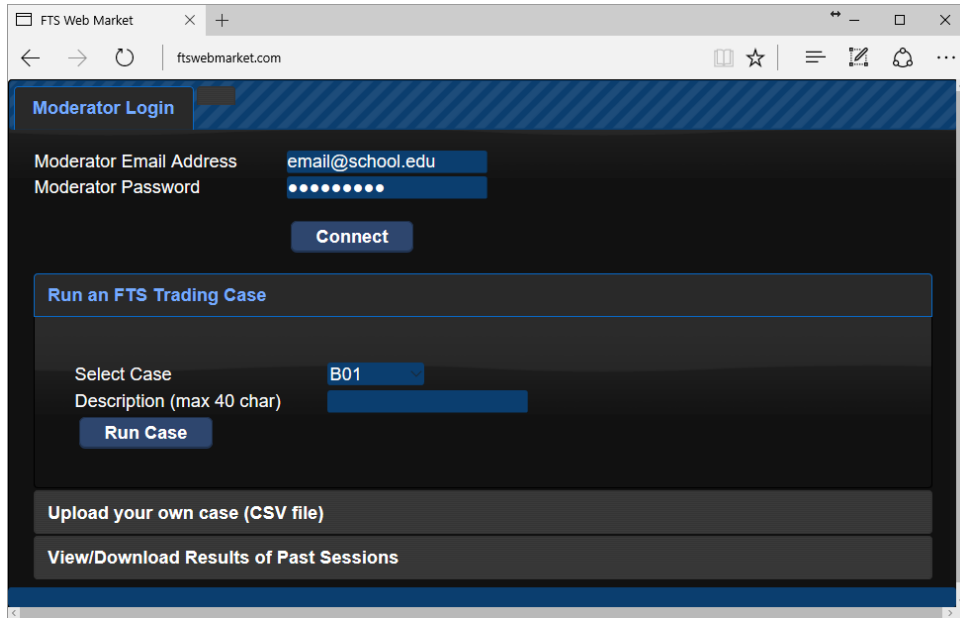 FTS Web Market
ftswebmarket.com
Moderator Login
Moderator Email Address email@school.edu
Moderator Password •••••••••
Connect
Run an FTS Trading Case
Select Case B01
Description (max 40 char)
Run Case
Upload your own case (CSV file)
View/Download Results of Past Sessions